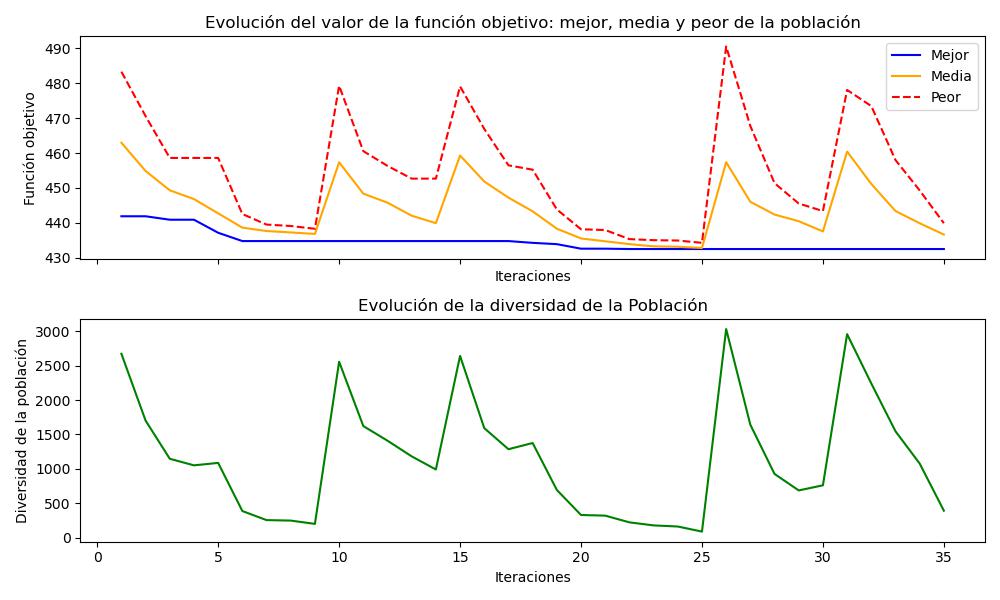 Evolución del valor de la función objetivo: mejor, media y peor de la población
490
480
470
460
450
440
430
Función objetivo
Mejor
Media
Peor
Iteraciones
Evolución de la diversidad de la Población
3000
2500
2000
1500
1000
500
0
Diversidad de la población
0 5 10 15 20 25 30 35
Iteraciones